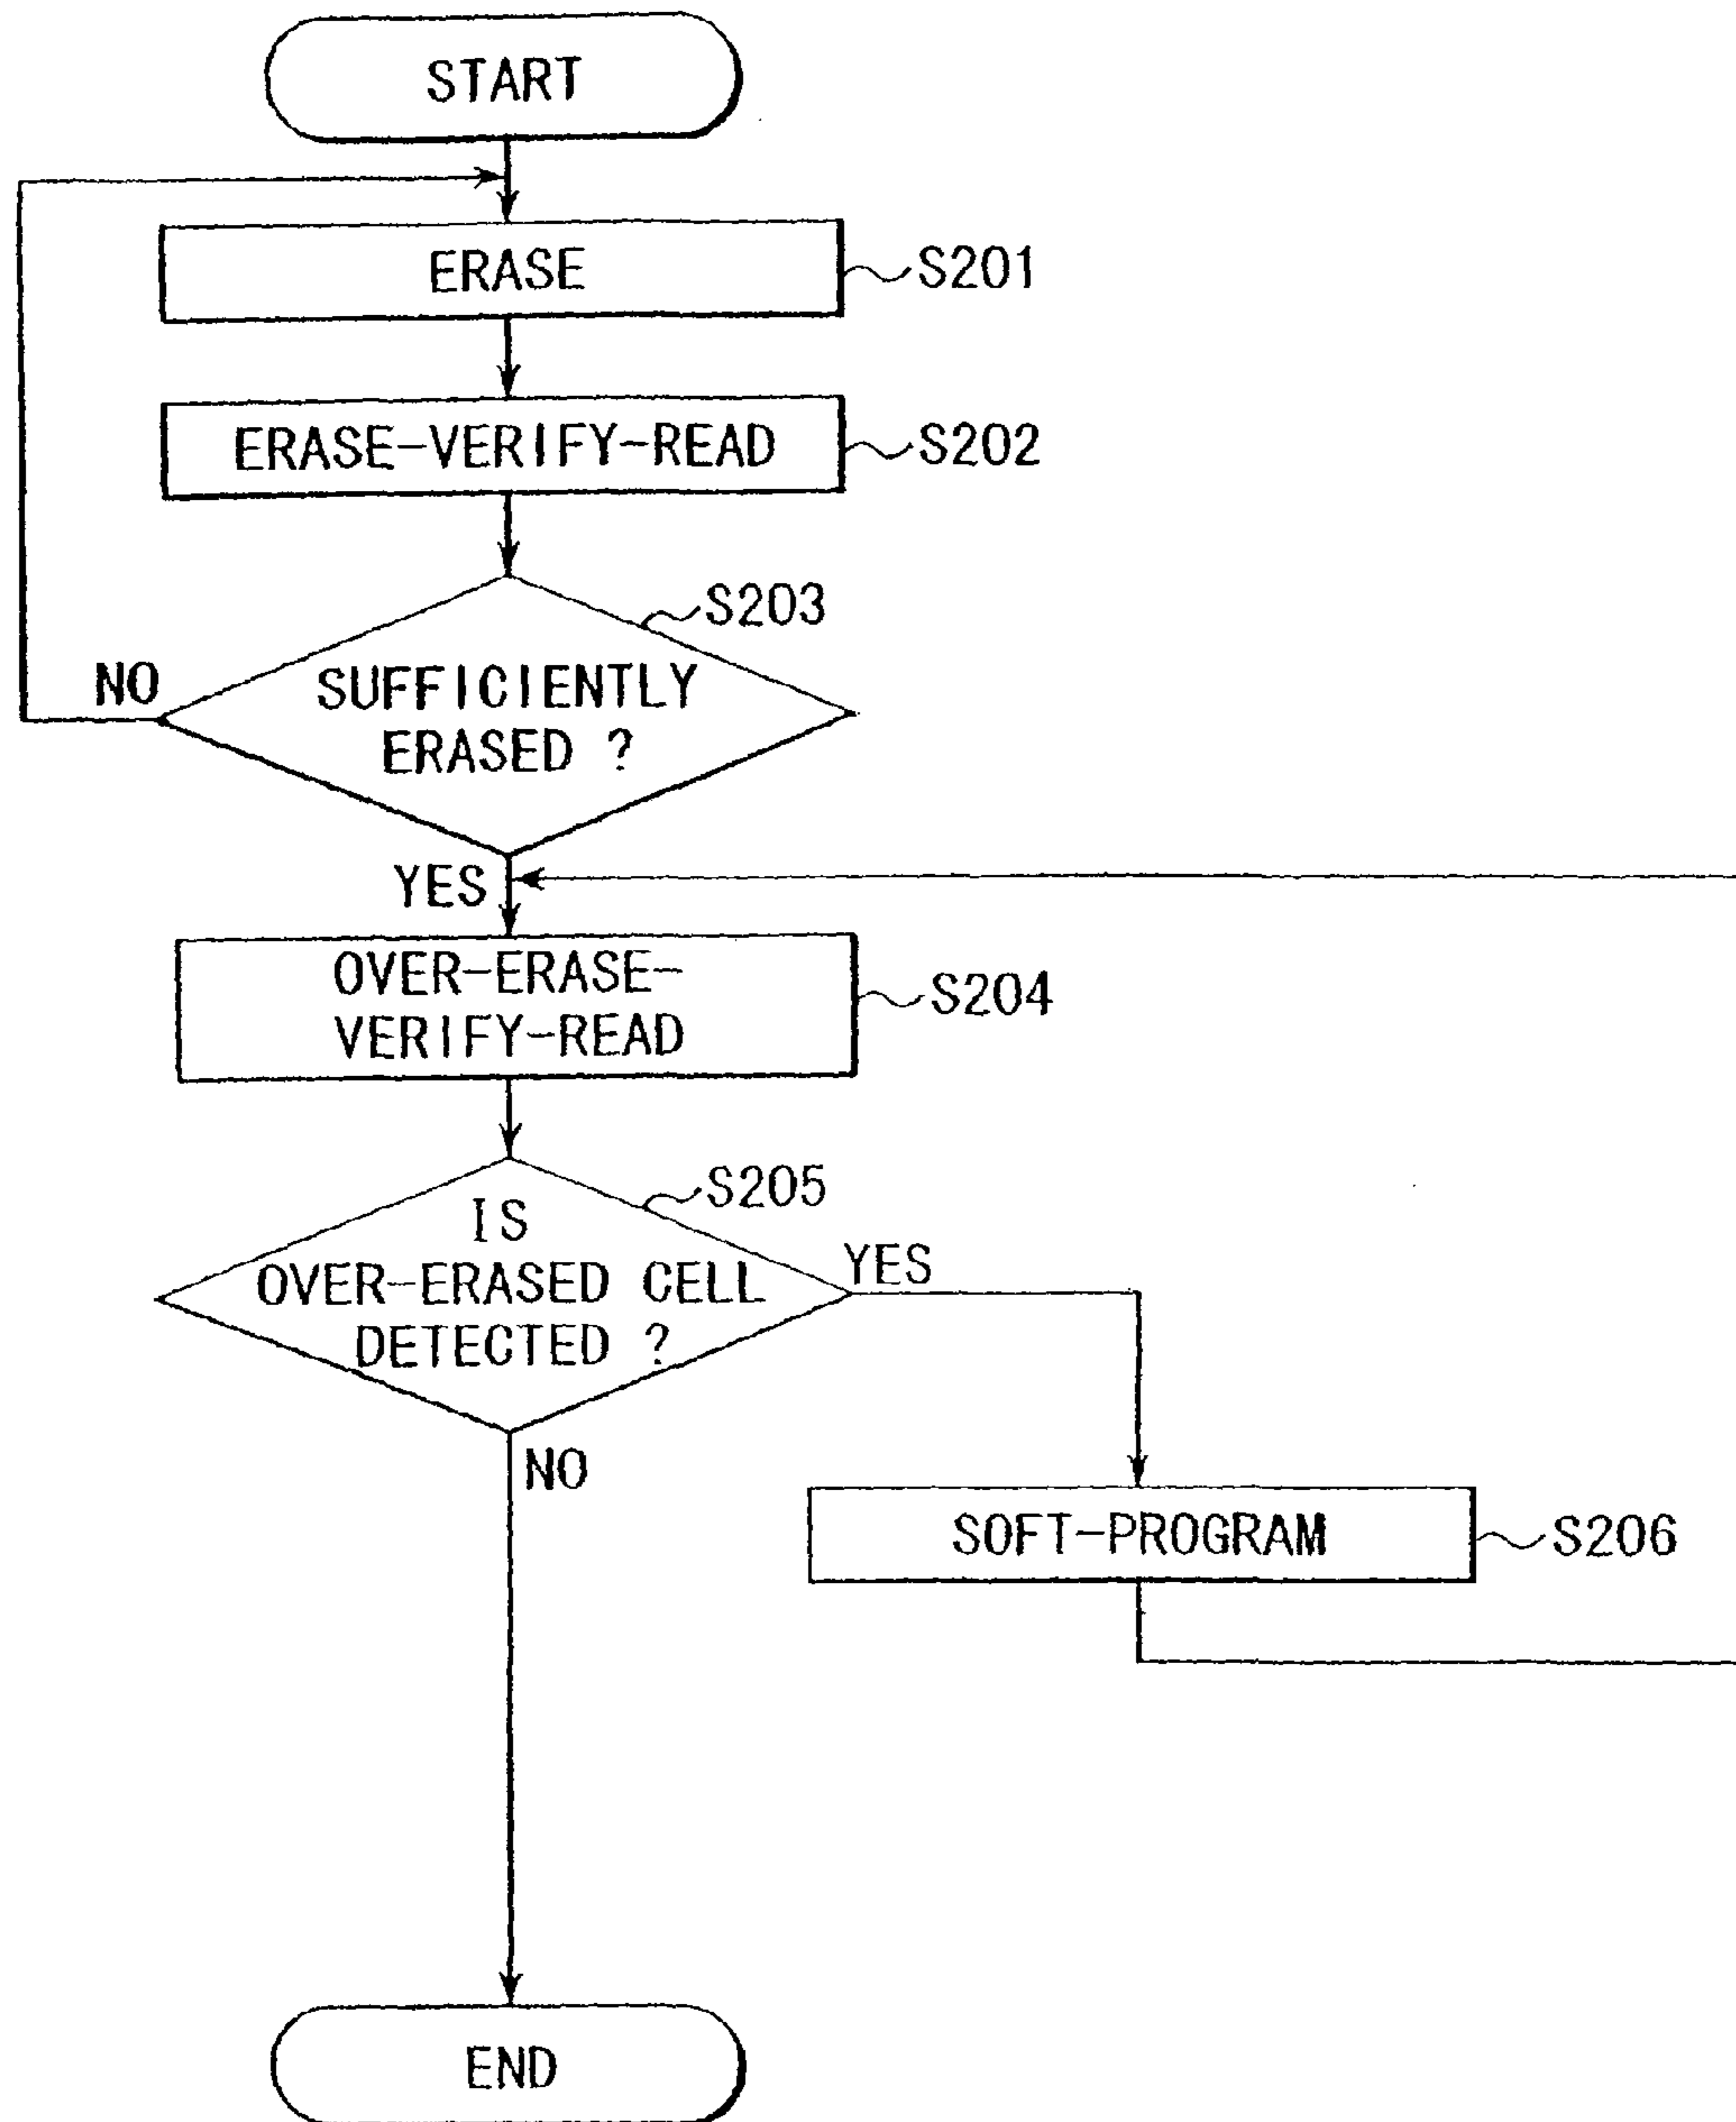 START
ERASE
S201
ERASE-VERIFY-READ
S202
S203
NO
SUFFICIENTLY
ERASED ?
YES
OVER-ERASE-
VERIFY-READ
S204
S205
IS
OVER-ERASED CELL
DETECTED ?
YES
NO
SOFT-PROGRAM
S206
END